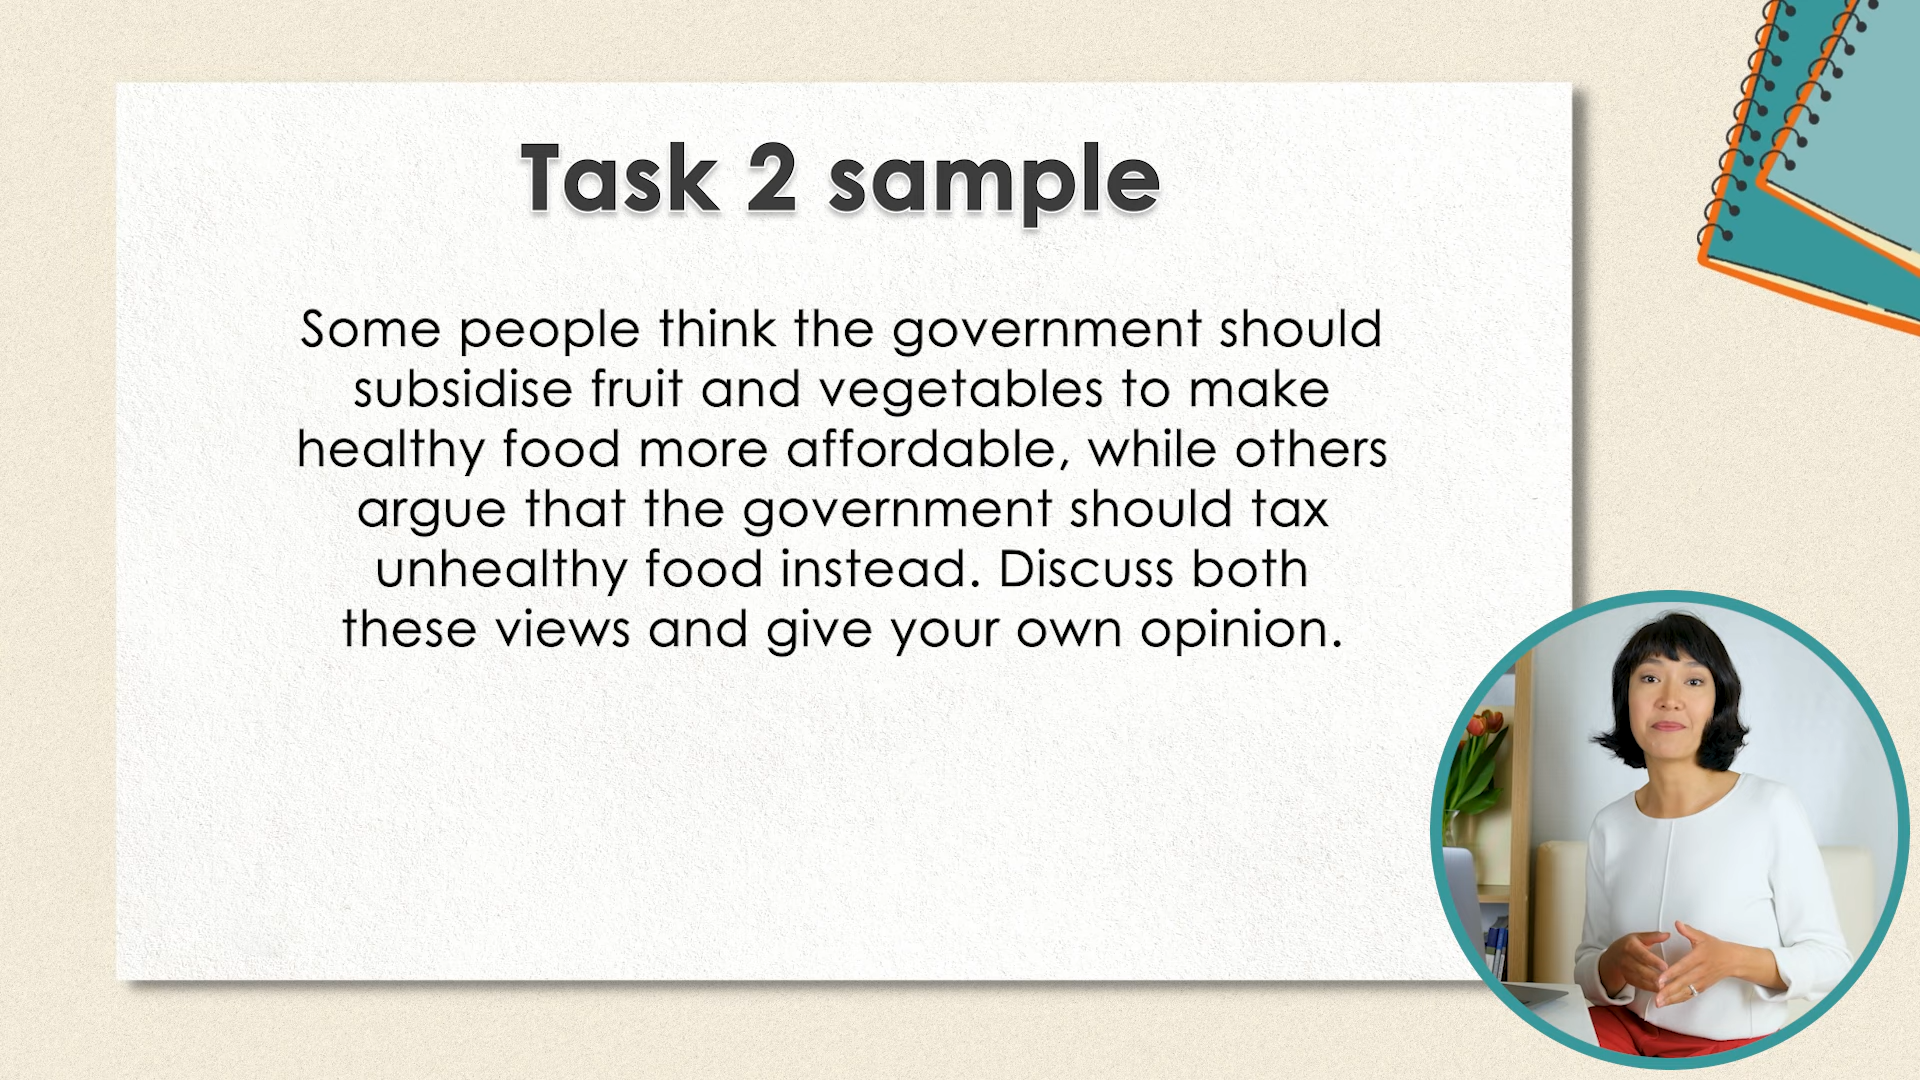 Task 2 sample
Some people think the government should
subsidise fruit and vegetables to make
healthy food more affordable, while others
argue that the government should tax
unhealthy food instead. Discuss both
these views and give your own opinion.